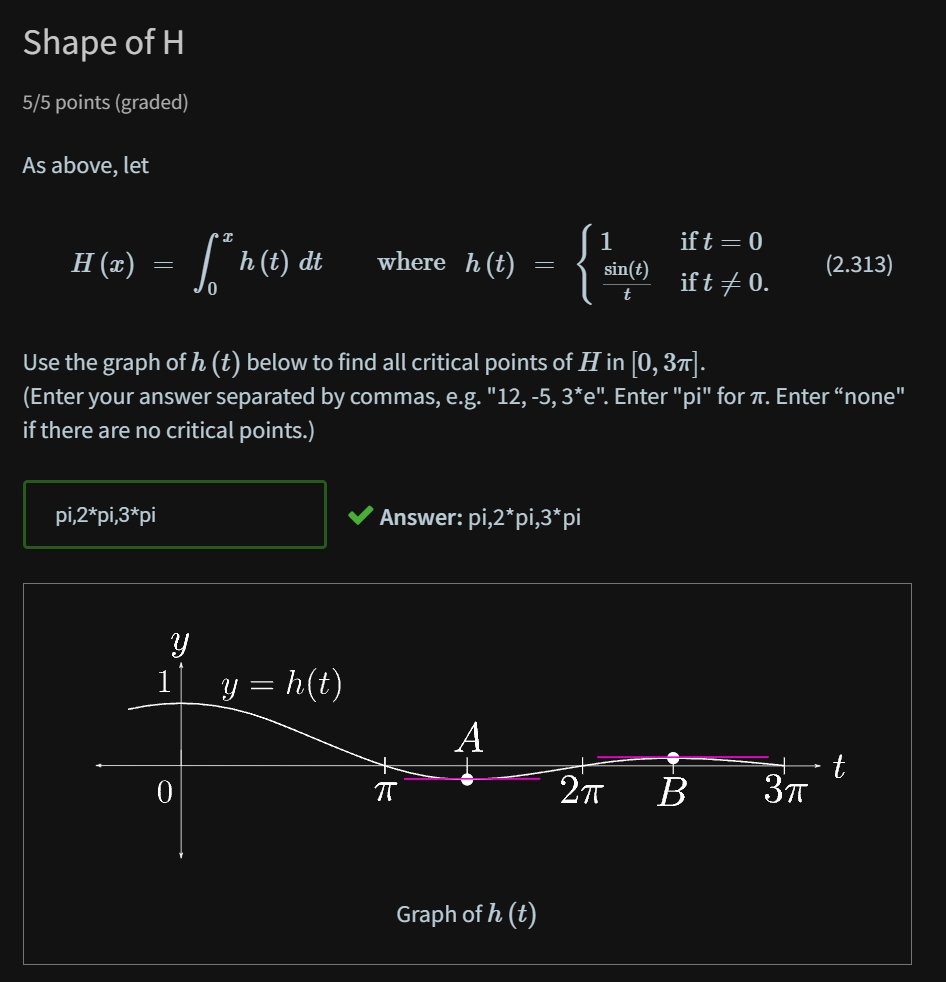 Shape of H
5/5 points (graded)
As above, let
H (x) = ∫₀ˣ h (t) dt where h (t) = { 1 if t = 0
sin(t)/t if t ≠ 0. (2.313)
Use the graph of h (t) below to find all critical points of H in [0, 3π].
(Enter your answer separated by commas, e.g. "12, -5, 3*e". Enter "pi" for π. Enter “none”
if there are no critical points.)
pi,2*pi,3*pi Answer: pi,2*pi,3*pi
y
1 y = h(t)
A
t
0 π 2π B 3π
Graph of h (t)